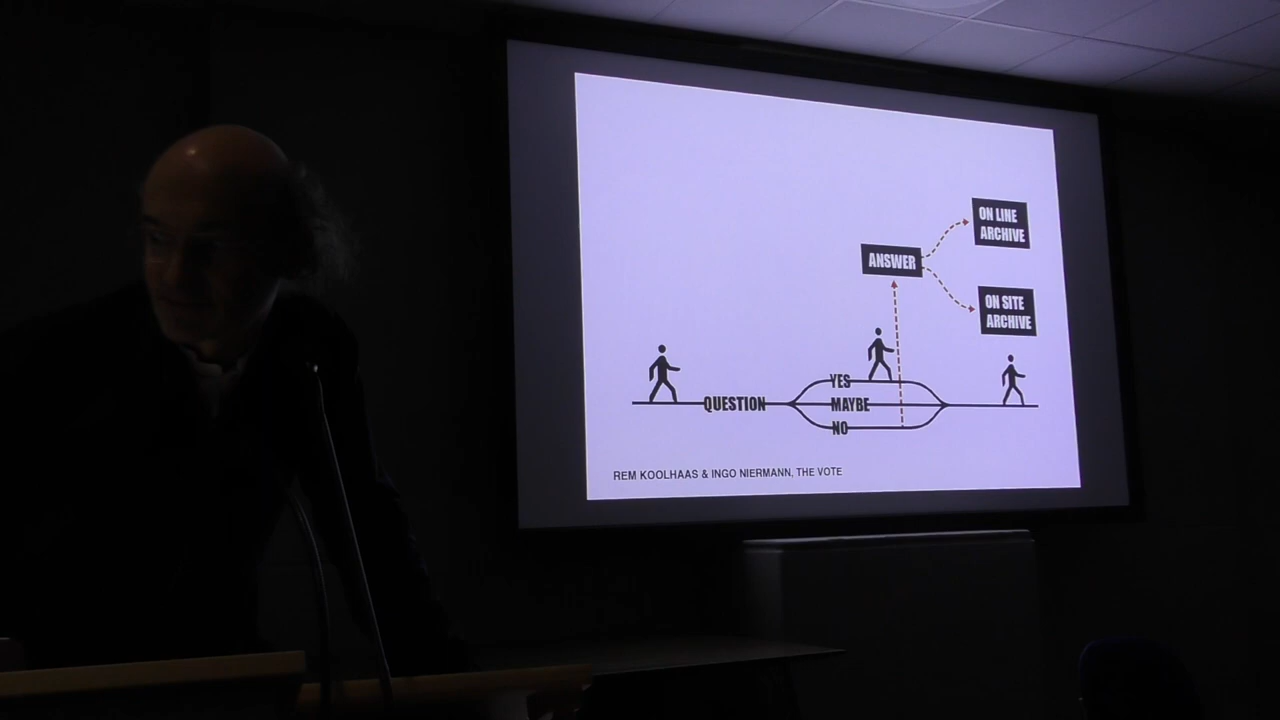 ON LINE
ARCHIVE
ANSWER
ON SITE
ARCHIVE
YES
QUESTION
MAYBE
NO
REM KOOLHAAS & INGO NIERMANN, THE VOTE